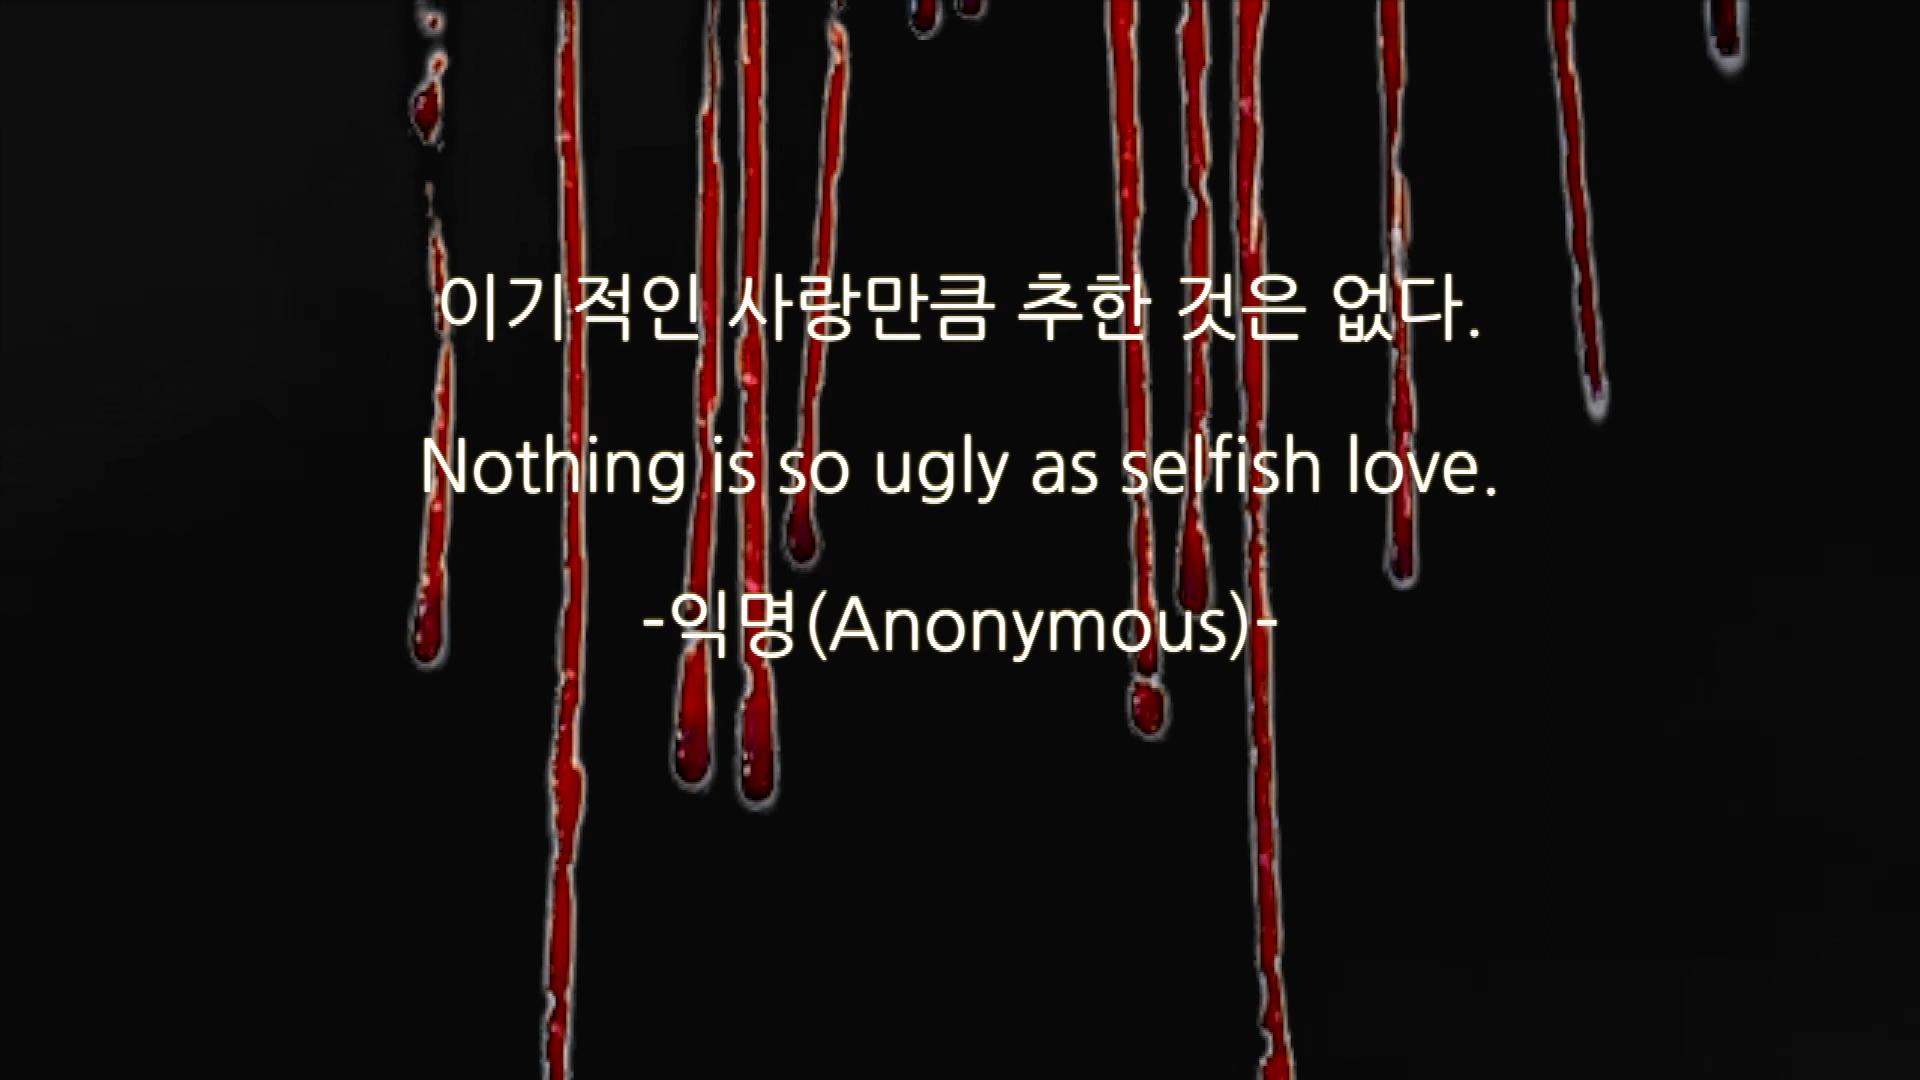 이기적인 사랑만큼 추한 것은 없다.
Nothing is so ugly as selfish love.
-익명(Anonymous)-